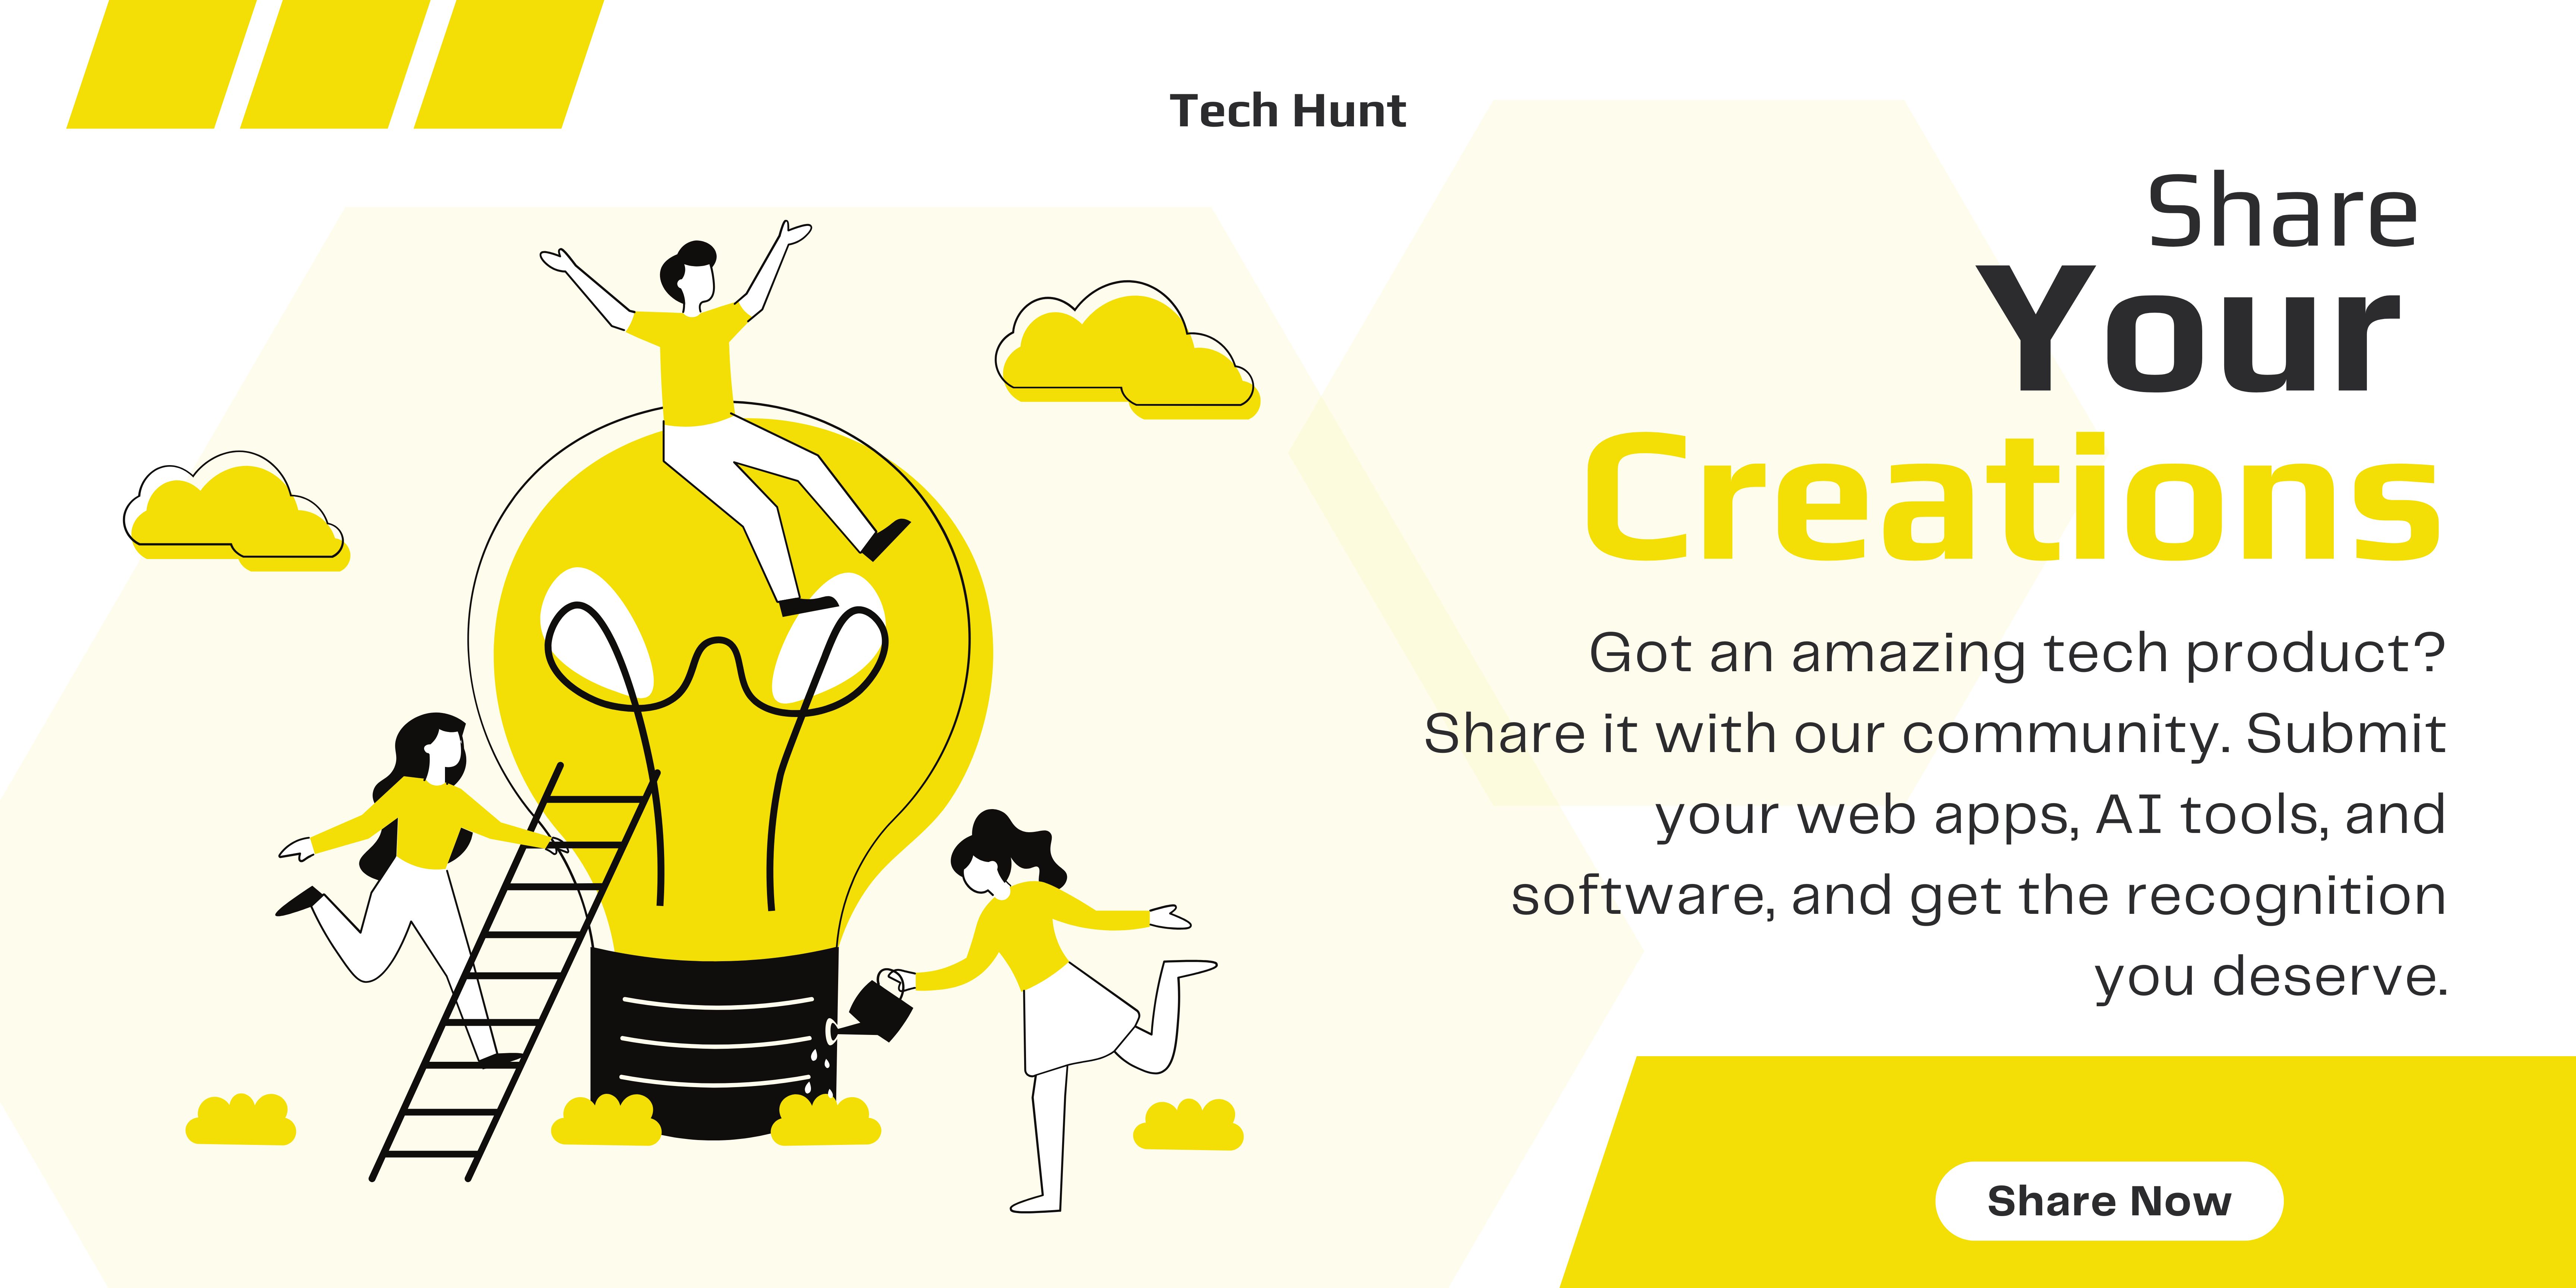 Tech Hunt
Share
Your
Creations
Got an amazing tech product?
Share it with our community. Submit
your web apps, AI tools, and
software, and get the recognition
you deserve.
Share Now